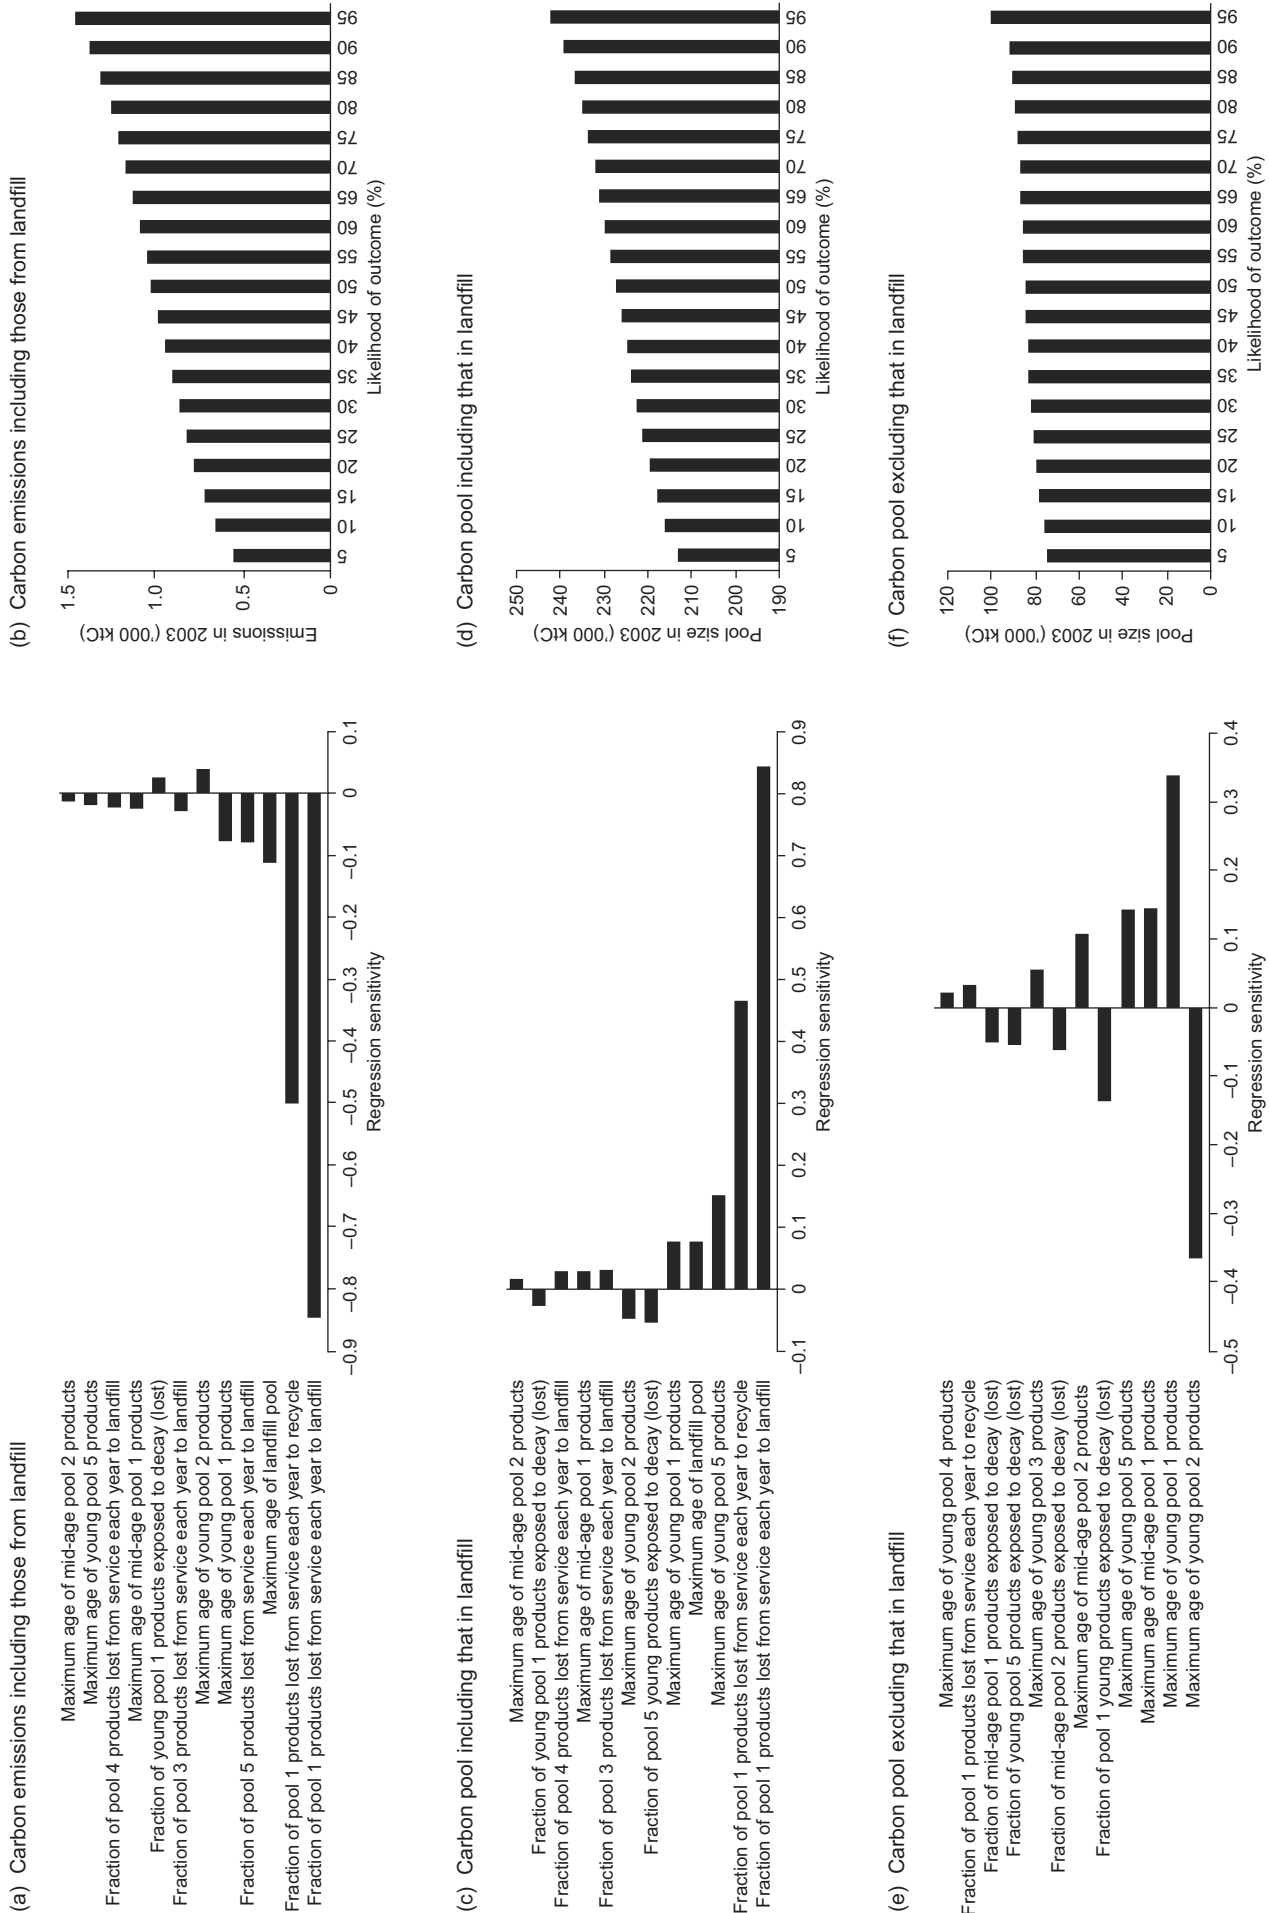 (a) Carbon emissions including those from landfill
Maximum age of mid-age pool 2 products
Maximum age of young pool 5 products
Fraction of pool 4 products lost from service each year to landfill
Maximum age of mid-age pool 1 products
Fraction of young pool 1 products exposed to decay (lost)
Fraction of pool 3 products lost from service each year to landfill
Maximum age of young pool 2 products
Maximum age of young pool 1 products
Fraction of pool 5 products lost from service each year to landfill
Maximum age of landfill pool
Fraction of pool 1 products lost from service each year to recycle
Fraction of pool 1 products lost from service each year to landfill
−0.9 −0.8 −0.7 −0.6 −0.5 −0.4 −0.3 −0.2 −0.1 0 0.1
Regression sensitivity
(b) Carbon emissions including those from landfill
Emissions in 2003 ('000 ktC)
1.5
1.0
0.5
0
5 10 15 20 25 30 35 40 45 50 55 60 65 70 75 80 85 90 95
Likelihood of outcome (%)
(c) Carbon pool including that in landfill
Maximum age of mid-age pool 2 products
Fraction of young pool 1 products exposed to decay (lost)
Fraction of pool 4 products lost from service each year to landfill
Maximum age of mid-age pool 1 products
Fraction of pool 3 products lost from service each year to landfill
Maximum age of young pool 2 products
Fraction of pool 5 young products exposed to decay (lost)
Maximum age of young pool 1 products
Maximum age of landfill pool
Maximum age of young pool 5 products
Fraction of pool 1 products lost from service each year to recycle
Fraction of pool 1 products lost from service each year to landfill
−0.1 0 0.1 0.2 0.3 0.4 0.5 0.6 0.7 0.8 0.9
Regression sensitivity
(d) Carbon pool including that in landfill
Pool size in 2003 ('000 ktC)
250
240
230
220
210
200
190
5 10 15 20 25 30 35 40 45 50 55 60 65 70 75 80 85 90 95
Likelihood of outcome (%)
(e) Carbon pool excluding that in landfill
Maximum age of young pool 4 products
Fraction of pool 1 products lost from service each year to recycle
Fraction of mid-age pool 1 products exposed to decay (lost)
Fraction of young pool 5 products exposed to decay (lost)
Maximum age of young pool 3 products
Fraction of mid-age pool 2 products exposed to decay (lost)
Maximum age of mid-age pool 2 products
Fraction of pool 1 young products exposed to decay (lost)
Maximum age of young pool 5 products
Maximum age of mid-age pool 1 products
Maximum age of young pool 1 products
Maximum age of young pool 2 products
−0.5 −0.4 −0.3 −0.2 −0.1 0 0.1 0.2 0.3 0.4
Regression sensitivity
(f) Carbon pool excluding that in landfill
Pool size in 2003 ('000 ktC)
120
100
80
60
40
20
0
5 10 15 20 25 30 35 40 45 50 55 60 65 70 75 80 85 90 95
Likelihood of outcome (%)